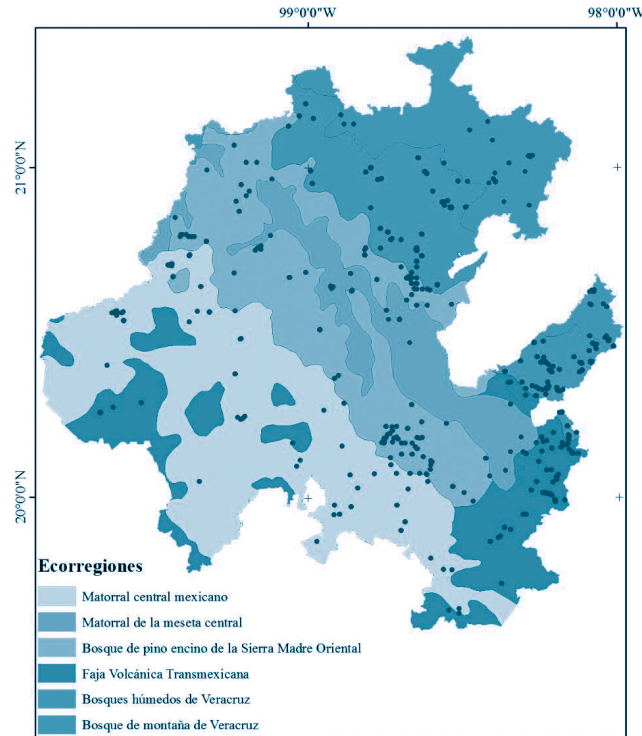 99°0'0"W 98°0'0"W
21°0'0"N
20°0'0"N
Ecorregiones
Matorral central mexicano
Matorral de la meseta central
Bosque de pino encino de la Sierra Madre Oriental
Faja Volcánica Transmexicana
Bosques húmedos de Veracruz
Bosque de montaña de Veracruz